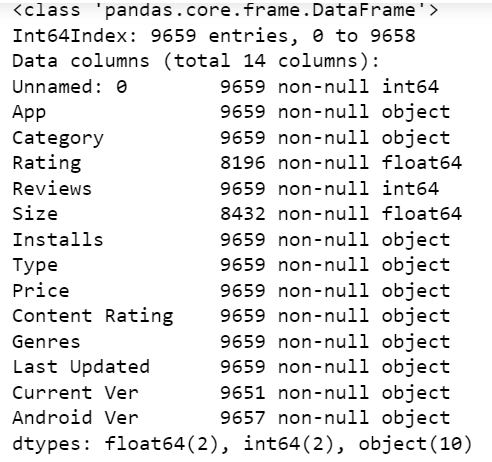 <class 'pandas.core.frame.DataFrame'>
Int64Index: 9659 entries, 0 to 9658
Data columns (total 14 columns):
Unnamed: 0        9659 non-null int64
App               9659 non-null object
Category          9659 non-null object
Rating            8196 non-null float64
Reviews           9659 non-null int64
Size              8432 non-null float64
Installs          9659 non-null object
Type              9659 non-null object
Price             9659 non-null object
Content Rating    9659 non-null object
Genres            9659 non-null object
Last Updated      9659 non-null object
Current Ver       9651 non-null object
Android Ver       9657 non-null object
dtypes: float64(2), int64(2), object(10)